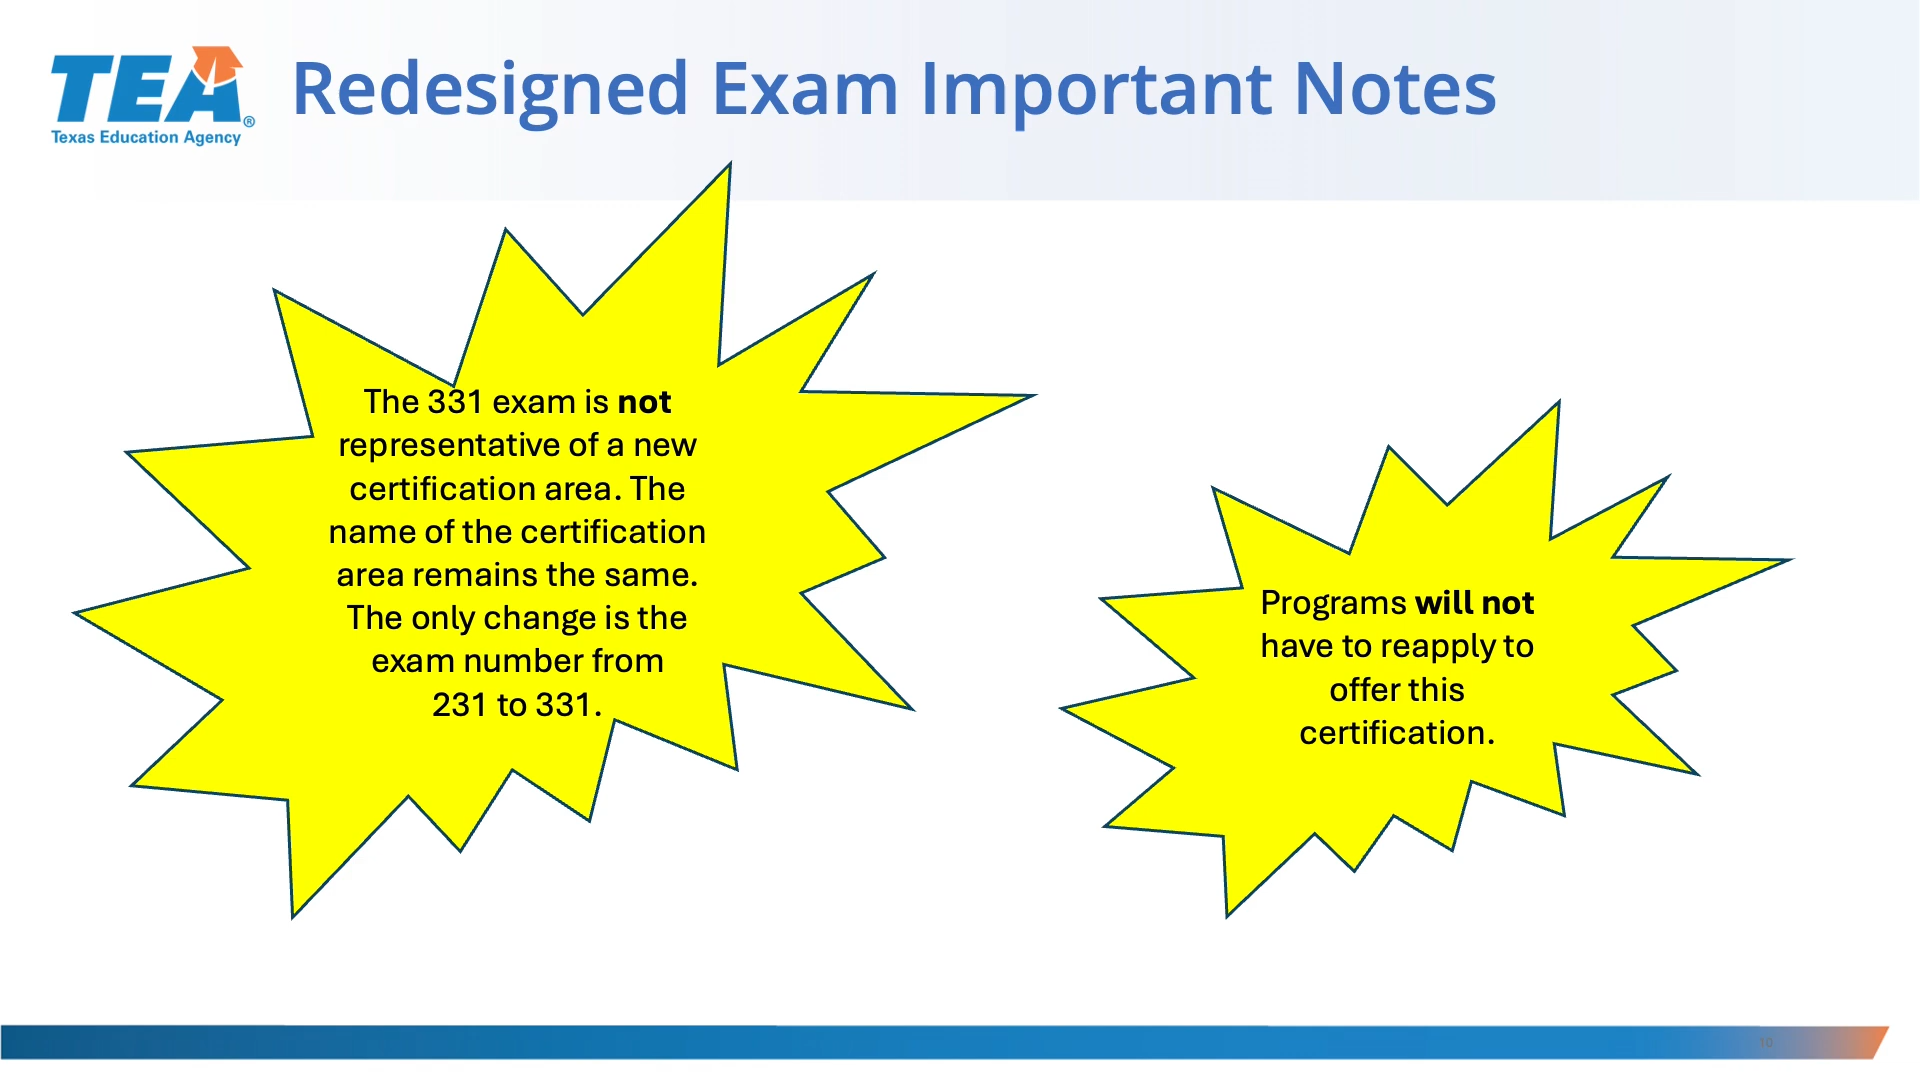 TEA®
Texas Education Agency
Redesigned Exam Important Notes
The 331 exam is not
representative of a new
certification area. The
name of the certification
area remains the same.
The only change is the
exam number from
231 to 331.
Programs will not
have to reapply to
offer this
certification.
10